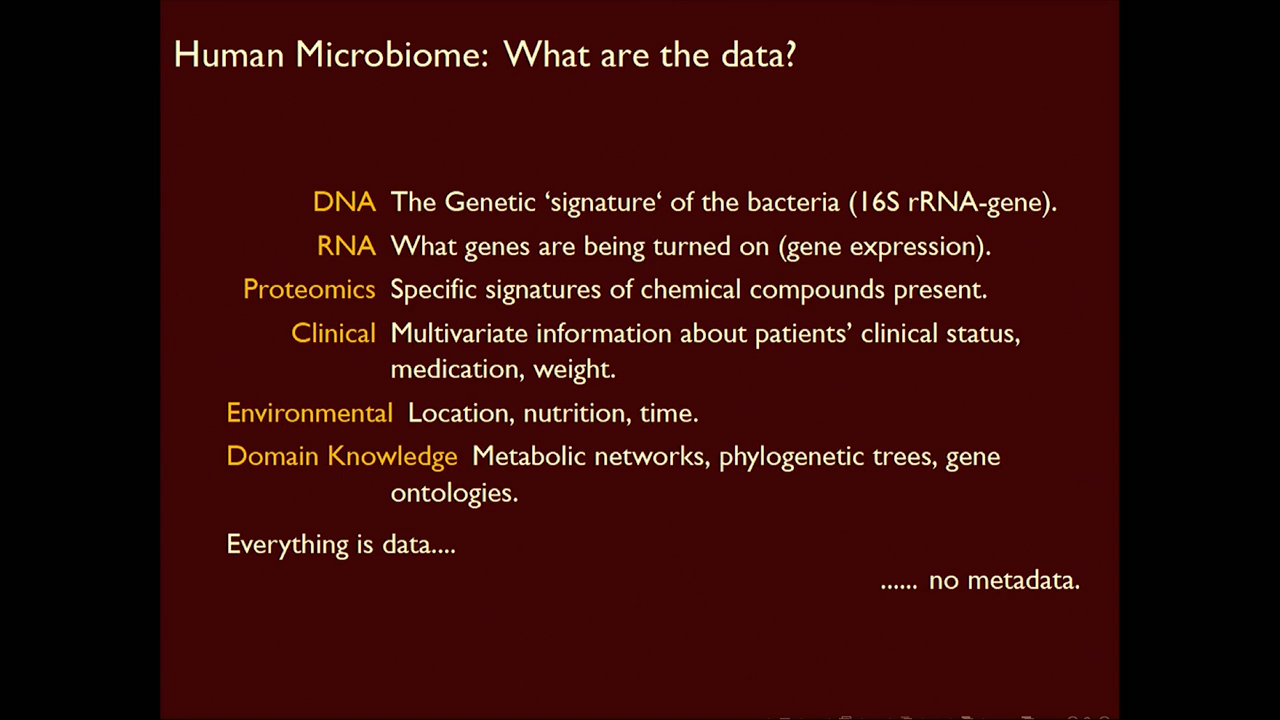 Human Microbiome: What are the data?
DNA The Genetic ‘signature‘ of the bacteria (16S rRNA-gene).
RNA What genes are being turned on (gene expression).
Proteomics Specific signatures of chemical compounds present.
Clinical Multivariate information about patients’ clinical status,
medication, weight.
Environmental Location, nutrition, time.
Domain Knowledge Metabolic networks, phylogenetic trees, gene
ontologies.
Everything is data....
...... no metadata.